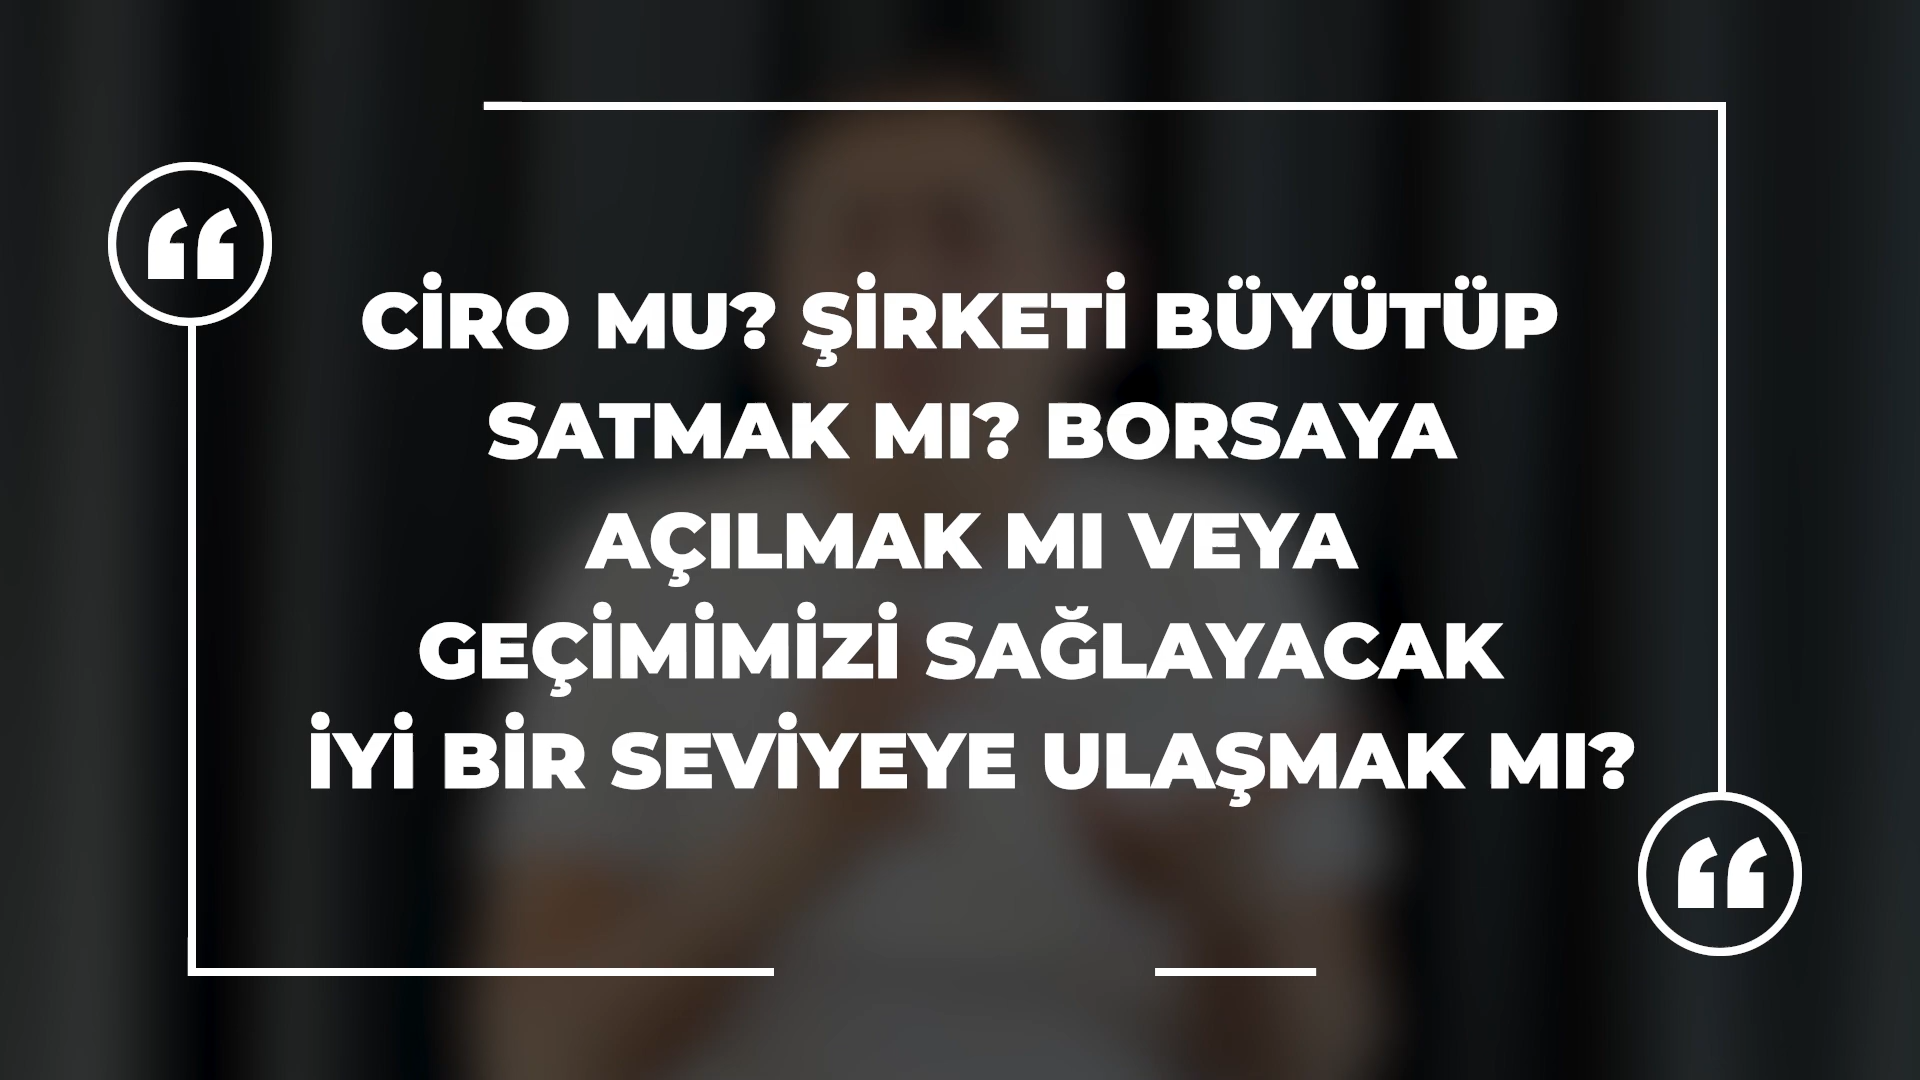 CİRO MU? ŞİRKETİ BÜYÜTÜP
SATMAK MI? BORSAYA
AÇILMAK MI VEYA
GEÇİMİMİZİ SAĞLAYACAK
İYİ BİR SEVİYEYE ULAŞMAK MI?